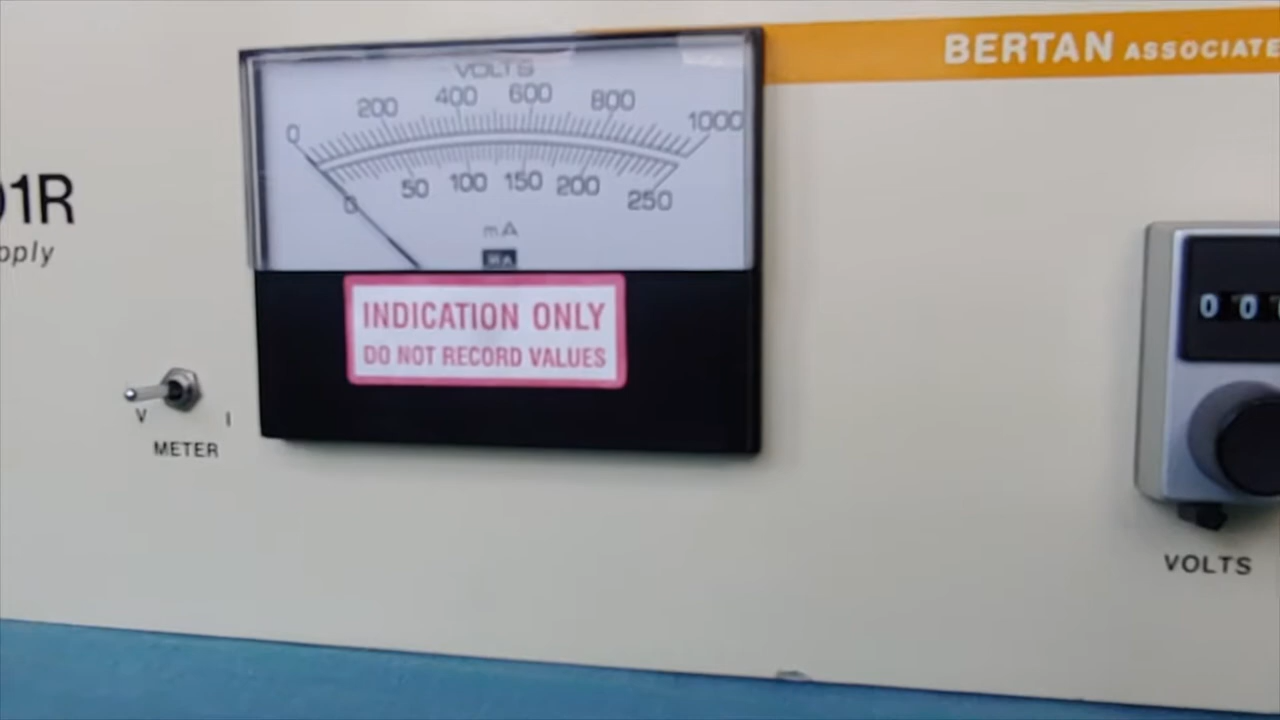 BERTAN ASSOCIATE
VOLTS
0 200 400 600 800 1000
0 50 100 150 200 250
mA
01R
pply
INDICATION ONLY
DO NOT RECORD VALUES
V I
METER
0 0
VOLTS